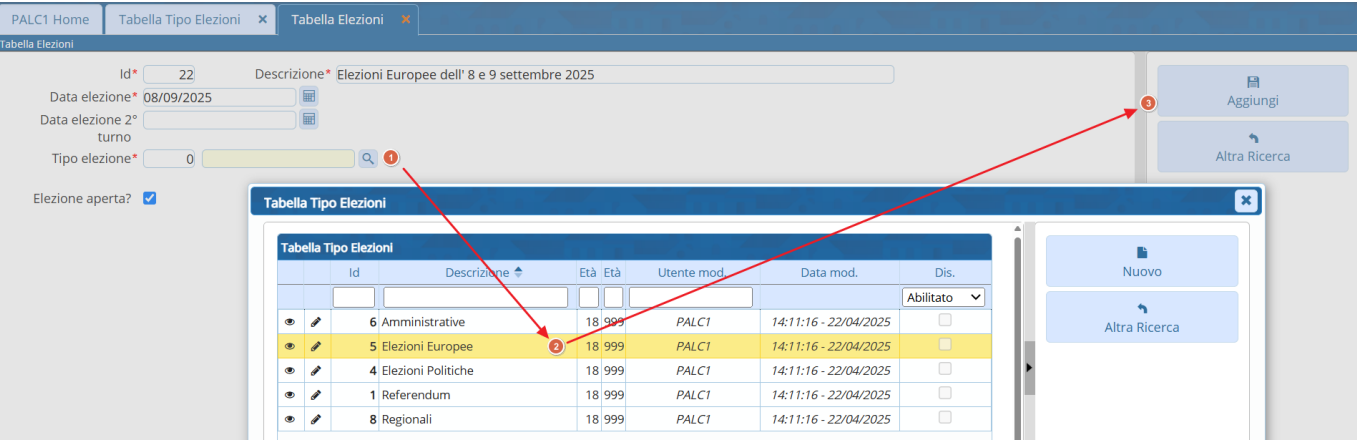 PALC1 Home Tabella Tipo Elezioni × Tabella Elezioni ×
Tabella Elezioni
Id* 22 Descrizione* Elezioni Europee dell' 8 e 9 settembre 2025
Data elezione* 08/09/2025
Data elezione 2°
turno
Tipo elezione* 0 1
Elezione aperta?
3
Aggiungi
Altra Ricerca
Tabella Tipo Elezioni ×
Tabella Tipo Elezioni
Id Descrizione Età Età Utente mod. Data mod. Dis.
Abilitato
6 Amministrative 18 999 PALC1 14:11:16 - 22/04/2025
5 Elezioni Europee 2 18 999 PALC1 14:11:16 - 22/04/2025
4 Elezioni Politiche 18 999 PALC1 14:11:16 - 22/04/2025
1 Referendum 18 999 PALC1 14:11:16 - 22/04/2025
8 Regionali 18 999 PALC1 14:11:16 - 22/04/2025
Nuovo
Altra Ricerca